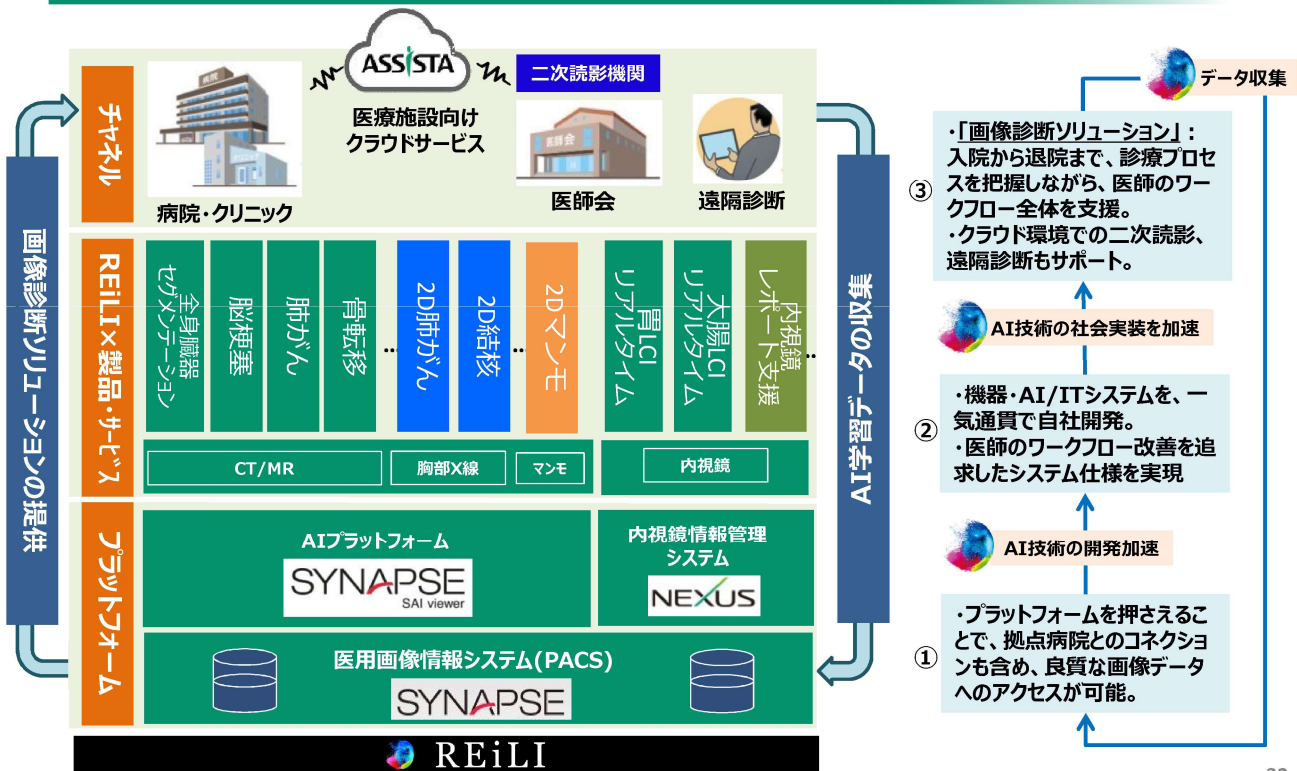 チャネル
ASSISTA
医療施設向け
クラウドサービス
病院
クリニック
病院・クリニック
二次読影機関
医師会
医師会
遠隔診断
画像診断ソリューションの提供
AI学習データの収集
REiLI×製品・サービス
全身臓器
セグメンテーション
脳梗塞
肺がん
骨転移
…
2D肺がん
2D結核
…
2Dマンモ
胃LCI
リアルタイム
大腸LCI
リアルタイム
内視鏡
レポート支援
…
CT/MR
胸部X線
マンモ
内視鏡
プラットフォーム
AIプラットフォーム
SYNAPSE
SAI viewer
内視鏡情報管理
システム
NEXUS
医用画像情報システム(PACS)
SYNAPSE
REiLI
データ収集
③
・「画像診断ソリューション」:
入院から退院まで、診療プロセ
スを把握しながら、医師のワー
クフロー全体を支援。
・クラウド環境での二次読影、
遠隔診断もサポート。
AI技術の社会実装を加速
②
・機器・AI/ITシステムを、一
気通貫で自社開発。
・医師のワークフロー改善を追
求したシステム仕様を実現
AI技術の開発加速
①
・プラットフォームを押さえるこ
とで、拠点病院とのコネクショ
ンも含め、良質な画像データ
へのアクセスが可能。